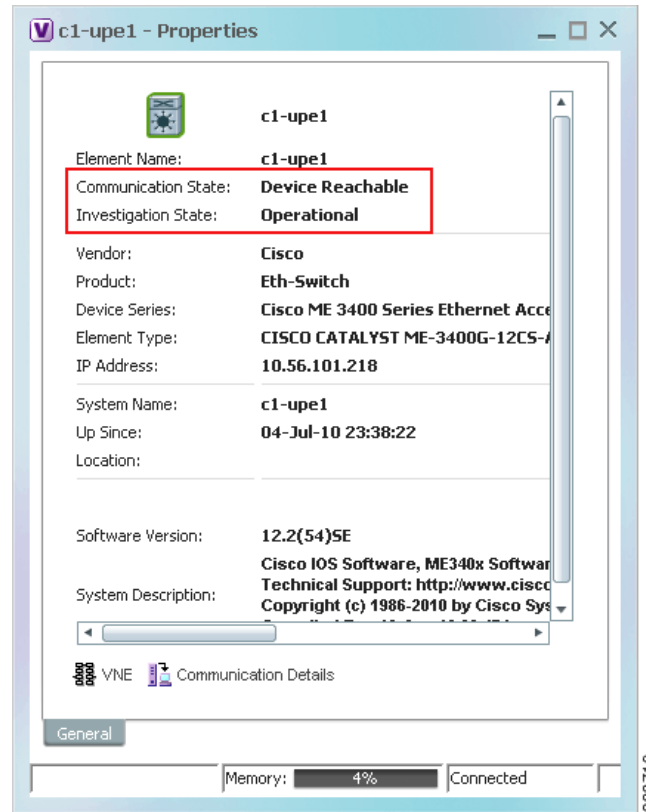 c1-upe1 - Properties
c1-upe1
Element Name: c1-upe1
Communication State: Device Reachable
Investigation State: Operational
Vendor: Cisco
Product: Eth-Switch
Device Series: Cisco ME 3400 Series Ethernet Acce
Element Type: CISCO CATALYST ME-3400G-12CS-A
IP Address: 10.56.101.218
System Name: c1-upe1
Up Since: 04-Jul-10 23:38:22
Location:
Software Version: 12.2(54)SE
Cisco IOS Software, ME340x Softwar
System Description: Technical Support: http://www.cisco
Copyright (c) 1986-2010 by Cisco Sys
VNE Communication Details
General
Memory: 4% Connected